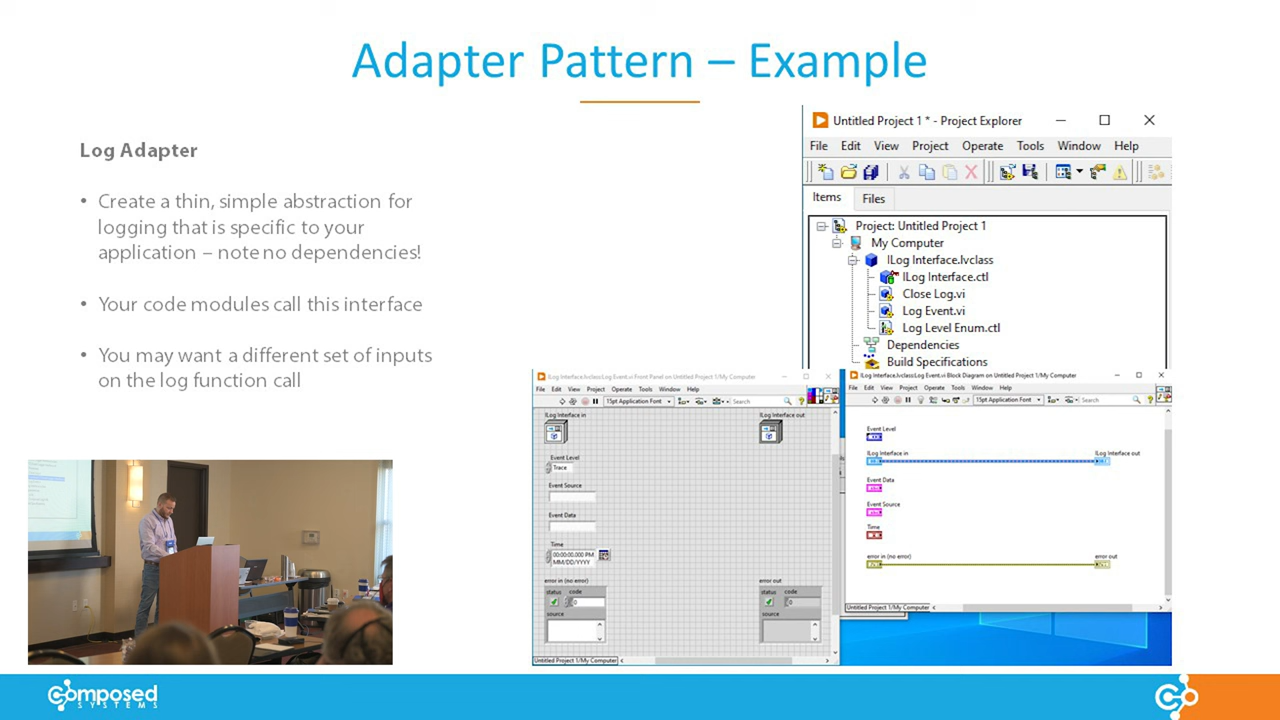 Adapter Pattern – Example
Log Adapter
• Create a thin, simple abstraction for
logging that is specific to your
application – note no dependencies!
• Your code modules call this interface
• You may want a different set of inputs
on the log function call
Untitled Project 1 * - Project Explorer
File Edit View Project Operate Tools Window Help
Items Files
Project: Untitled Project 1
My Computer
ILog Interface.lvclass
ILog Interface.ctl
Close Log.vi
Log Event.vi
Log Level Enum.ctl
Dependencies
Build Specifications
ILog Interface.lvclass:Log Event.vi Front Panel on Untitled Project 1/My Computer
File Edit View Project Operate Tools Window Help
15pt Application Font Search
ILog Interface in
ILog Interface out
Event Level
Trace
Event Source
Event Data
Time
00:00:00.000 PM
MM/DD/YYYY
error in (no error)
status code
0
source
error out
status code
0
source
Untitled Project 1/My Computer
ILog Interface.lvclass:Log Event.vi Block Diagram on Untitled Project 1/My Computer
File Edit View Project Operate Tools Window Help
15pt Application Font Search
Event Level
ILog Interface in
ILog Interface out
Event Data
Event Source
Time
error in (no error)
error out
Untitled Project 1/My Computer
composed
SYSTEMS